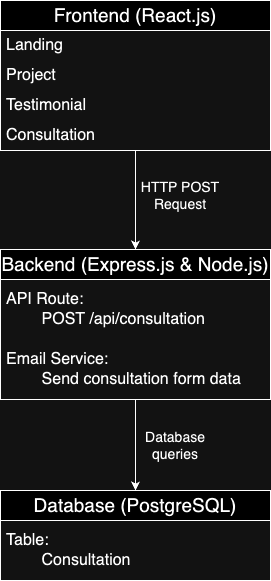 Frontend (React.js)
Landing
Project
Testimonial
Consultation
HTTP POST
Request
Backend (Express.js & Node.js)
API Route:
POST /api/consultation
Email Service:
Send consultation form data
Database
queries
Database (PostgreSQL)
Table:
Consultation